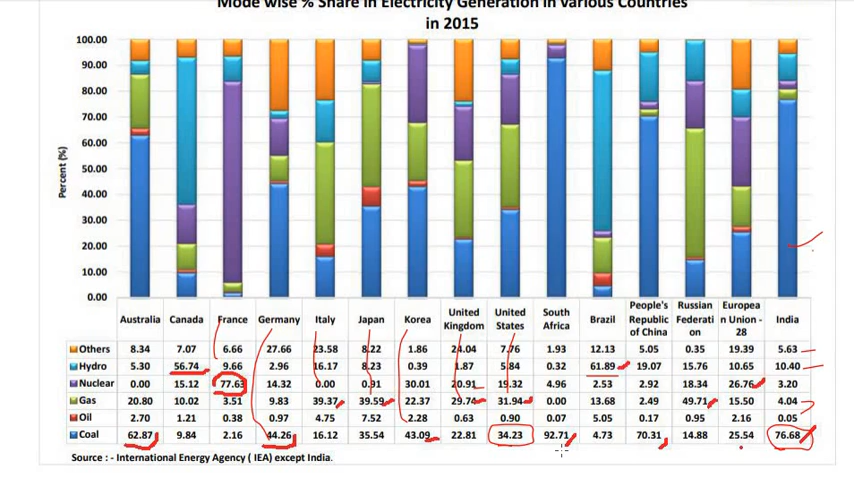 Mode wise % Share in Electricity Generation in Various Countries
in 2015
100.00
90.00
80.00
70.00
60.00
50.00
40.00
30.00
20.00
10.00
0.00
Percent (%)
Australia Canada France Germany Italy Japan Korea United Kingdom United States South Africa Brazil People's Republic of China Russian Federati on Europea n Union - 28 India
Others 8.34 7.07 6.66 27.66 23.58 8.22 1.86 24.04 7.76 1.93 12.13 5.05 0.35 19.39 5.63
Hydro 5.30 56.74 9.66 2.96 16.17 8.23 0.39 1.87 5.84 0.32 61.89 19.07 15.76 10.65 10.40
Nuclear 0.00 15.12 77.63 14.32 0.00 0.91 30.01 20.91 19.32 4.96 2.53 2.92 18.34 26.76 3.20
Gas 20.80 10.02 3.51 9.83 39.37 39.59 22.37 29.74 31.94 0.00 13.68 2.49 49.71 15.50 4.04
Oil 2.70 1.21 0.38 0.97 4.75 7.52 2.28 0.63 0.90 0.07 5.05 0.17 0.95 2.16 0.05
Coal 62.87 9.84 2.16 44.26 16.12 35.54 43.09 22.81 34.23 92.71 4.73 70.31 14.88 25.54 76.68
Source : - International Energy Agency ( IEA) except India.